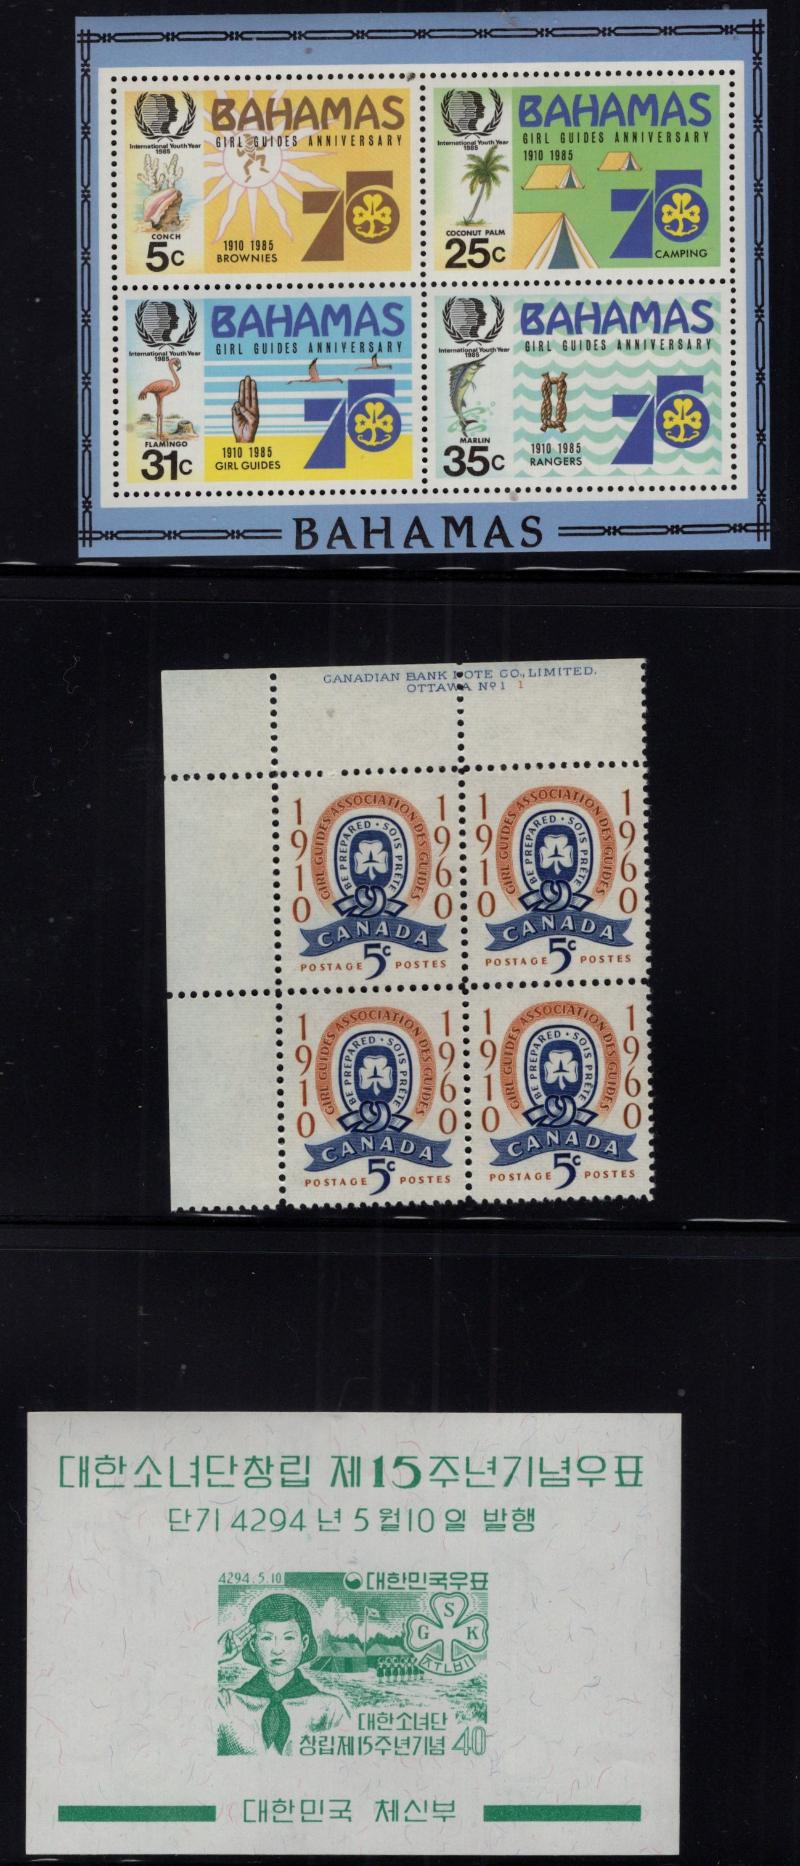 International Youth Year
1985
BAHAMAS
GIRL GUIDES ANNIVERSARY
CONCH
5C
1910 1985
BROWNIES
75
International Youth Year
1985
BAHAMAS
GIRL GUIDES ANNIVERSARY
1910 1985
COCONUT PALM
25C
75
CAMPING
International Youth Year
1985
BAHAMAS
GIRL GUIDES ANNIVERSARY
FLAMINGO
31C
1910 1985
GIRL GUIDES
75
International Youth Year
1985
BAHAMAS
GIRL GUIDES ANNIVERSARY
MARLIN
35C
1910 1985
RANGERS
75
BAHAMAS
CANADIAN BANK NOTE CO., LIMITED.
OTTAWA Nº 1 1
1910
GIRL GUIDES ASSOCIATION DES GUIDES
1960
BE PREPARED · SOIS PRÊTE
CANADA
POSTAGE 5c POSTES
1910
GIRL GUIDES ASSOCIATION DES GUIDES
1960
BE PREPARED · SOIS PRÊTE
CANADA
POSTAGE 5c POSTES
1910
GIRL GUIDES ASSOCIATION DES GUIDES
1960
BE PREPARED · SOIS PRÊTE
CANADA
POSTAGE 5c POSTES
1910
GIRL GUIDES ASSOCIATION DES GUIDES
1960
BE PREPARED · SOIS PRÊTE
CANADA
POSTAGE 5c POSTES
대한소녀단창립 제15주년기념우표
단기 4294 년 5 월 10 일 발행
4294.5.10 대한민국우표
G S K
준비
대한소녀단
창립제15주년기념 40
대한민국 체신부